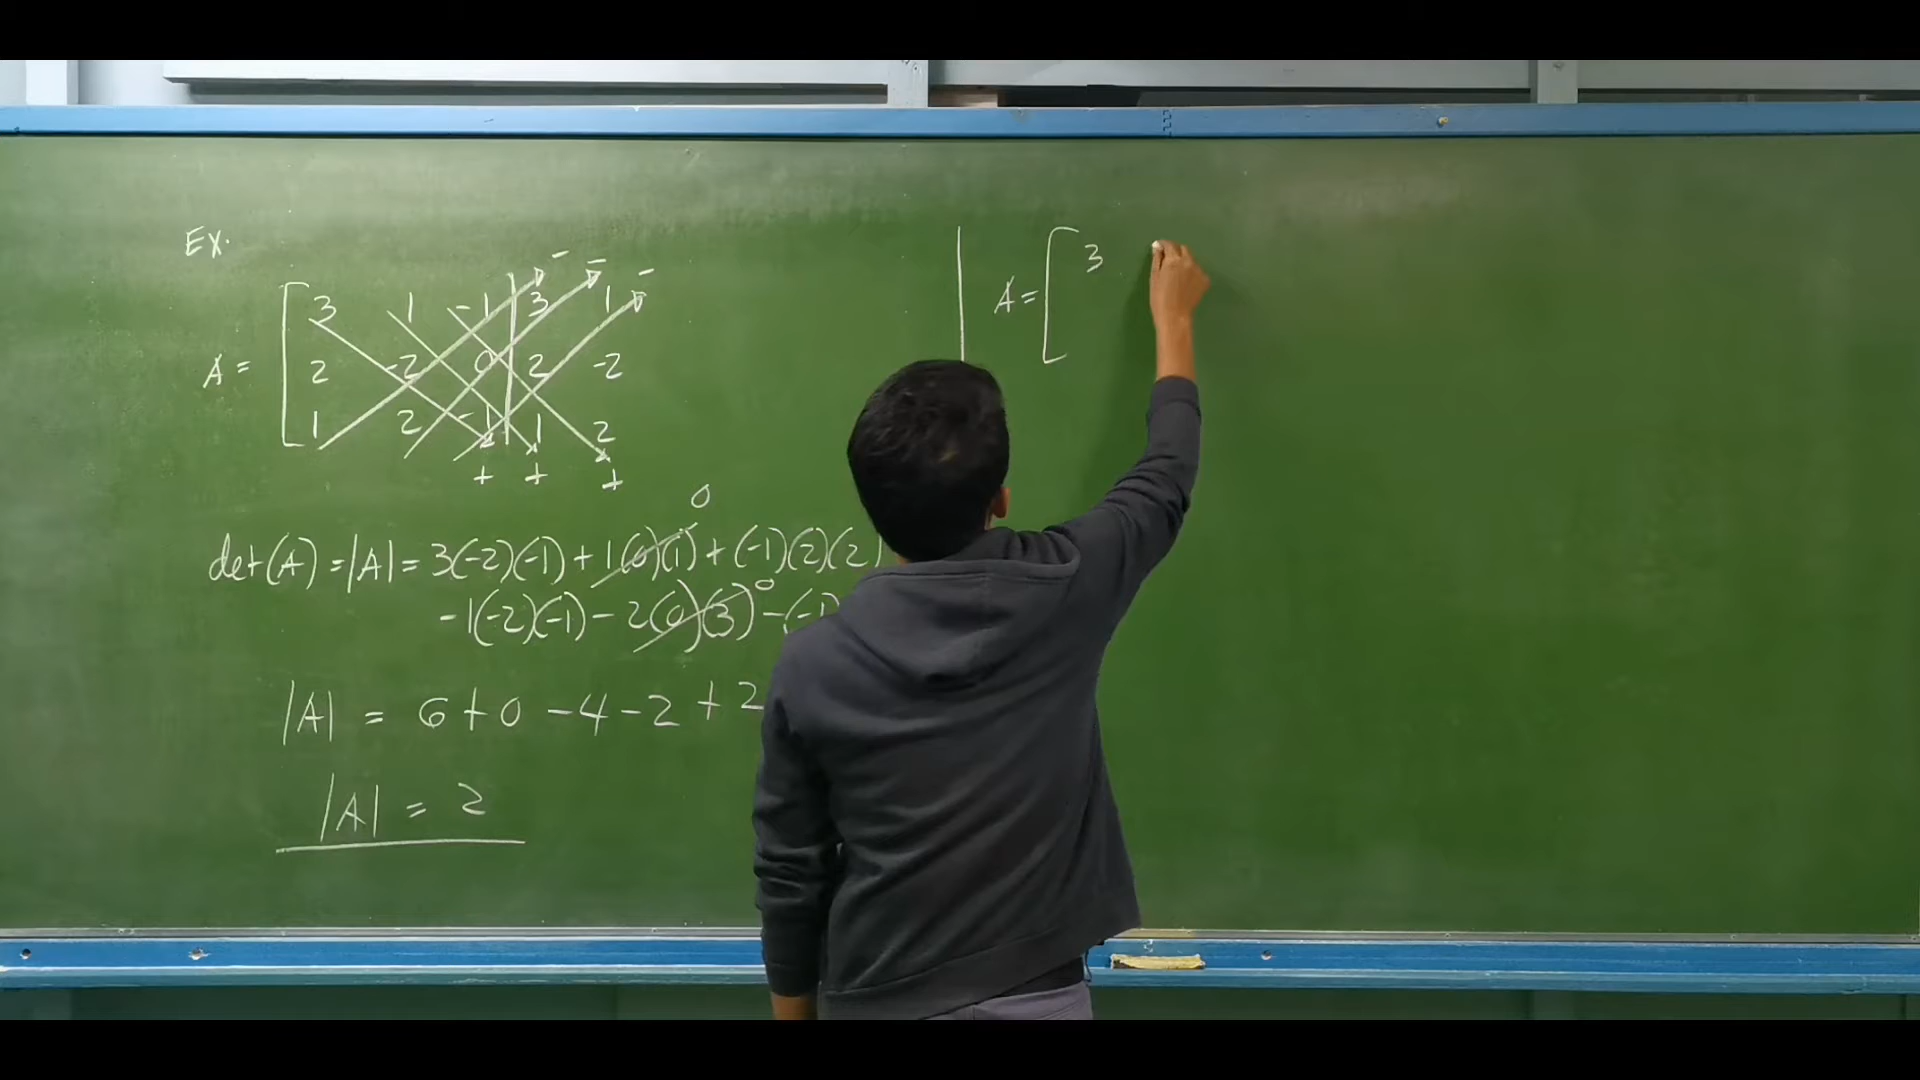 EX.
- - -
3 1 -1 | 3 1
A = [ 2 -2 0 | 2 -2
1 2 -1 | 1 2
+ + +
0
det(A) = |A| = 3(-2)(-1) + 1(0)(1) + (-1)(2)(2)
-1(-2)(-1) - 2(0)(3) 0 - (-1)
|A| = 6 + 0 - 4 - 2 + 2
|A| = 2
A = [ 3